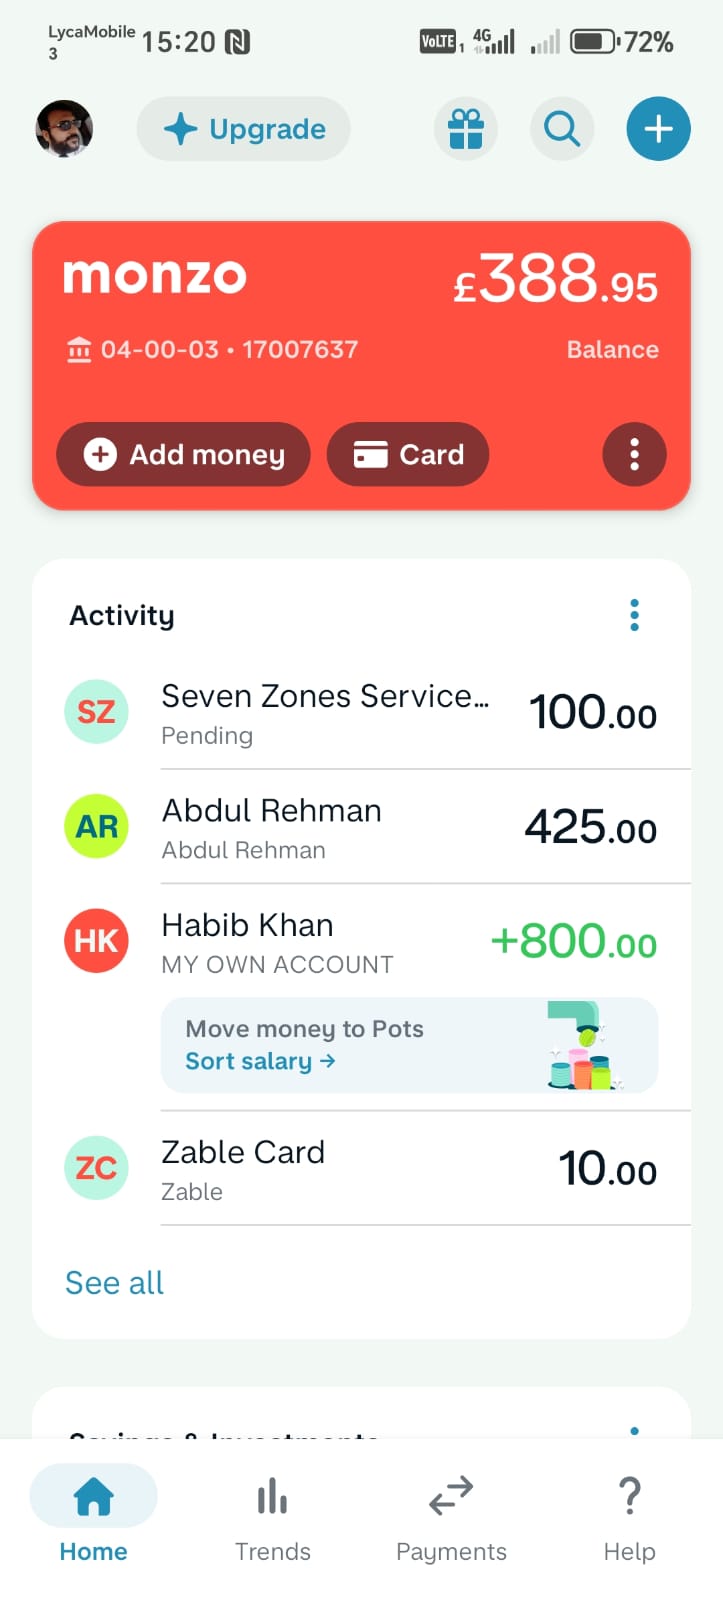 LycaMobile 15:20
3
VoLTE 1 4G 72%
Upgrade
monzo £388.95
04-00-03 • 17007637 Balance
Add money Card
Activity
SZ Seven Zones Service... 100.00
Pending
AR Abdul Rehman 425.00
Abdul Rehman
HK Habib Khan +800.00
MY OWN ACCOUNT
Move money to Pots
Sort salary →
ZC Zable Card 10.00
Zable
See all
Savings & Investments
Home Trends Payments Help